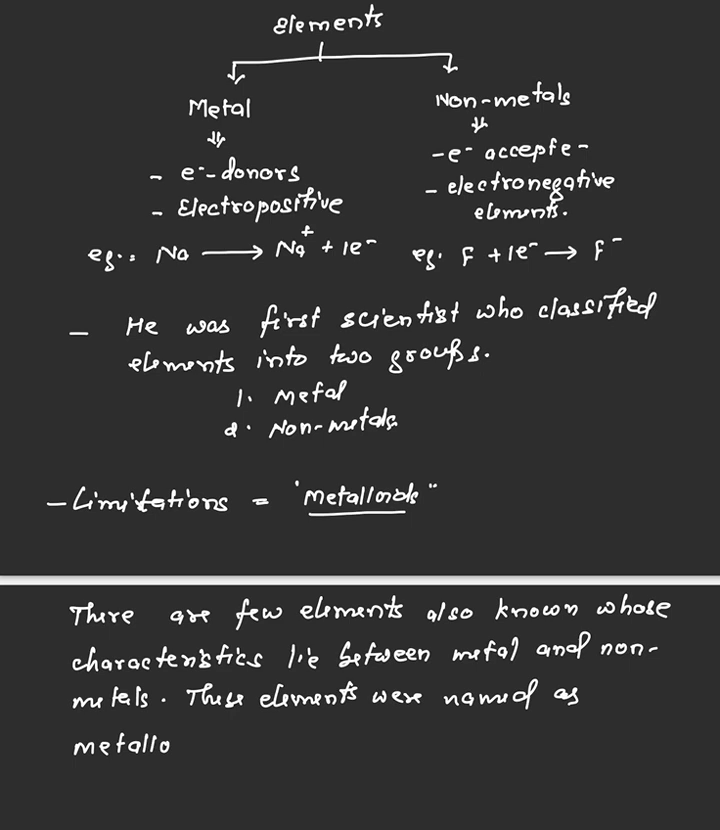 Elements
Metal
Non-metals
- e⁻-donors
- e⁻ accepte-
- Electropositive
- electronegative
elements.
eg.: Na ⟶ Na⁺ + 1e⁻
eg. F + 1e⁻ → F⁻
- He was first scientist who classified
elements into two groups.
1. Metal
2. Non-metals
- Limitations = "Metalloids"
There are few elements also known whose
characteristics lie between metal and non-
metals. These elements were named as
metallo